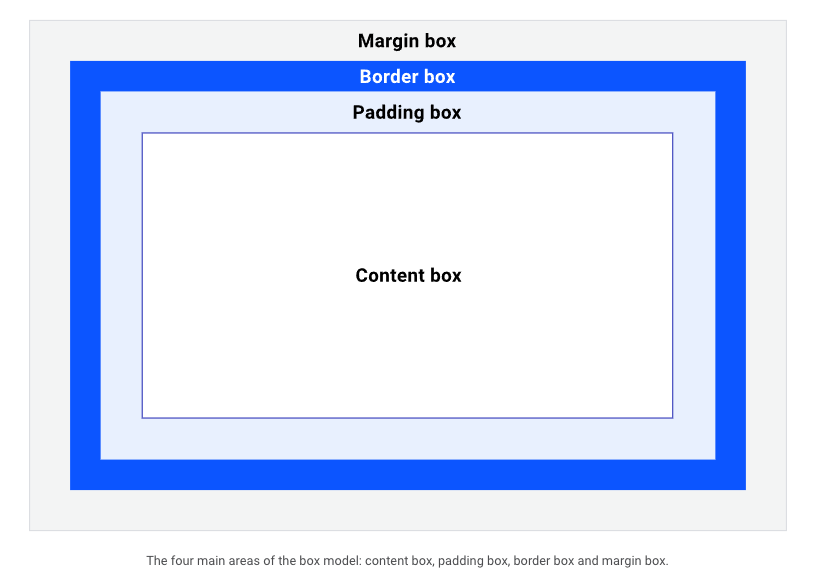 Margin box
Border box
Padding box
Content box
The four main areas of the box model: content box, padding box, border box and margin box.